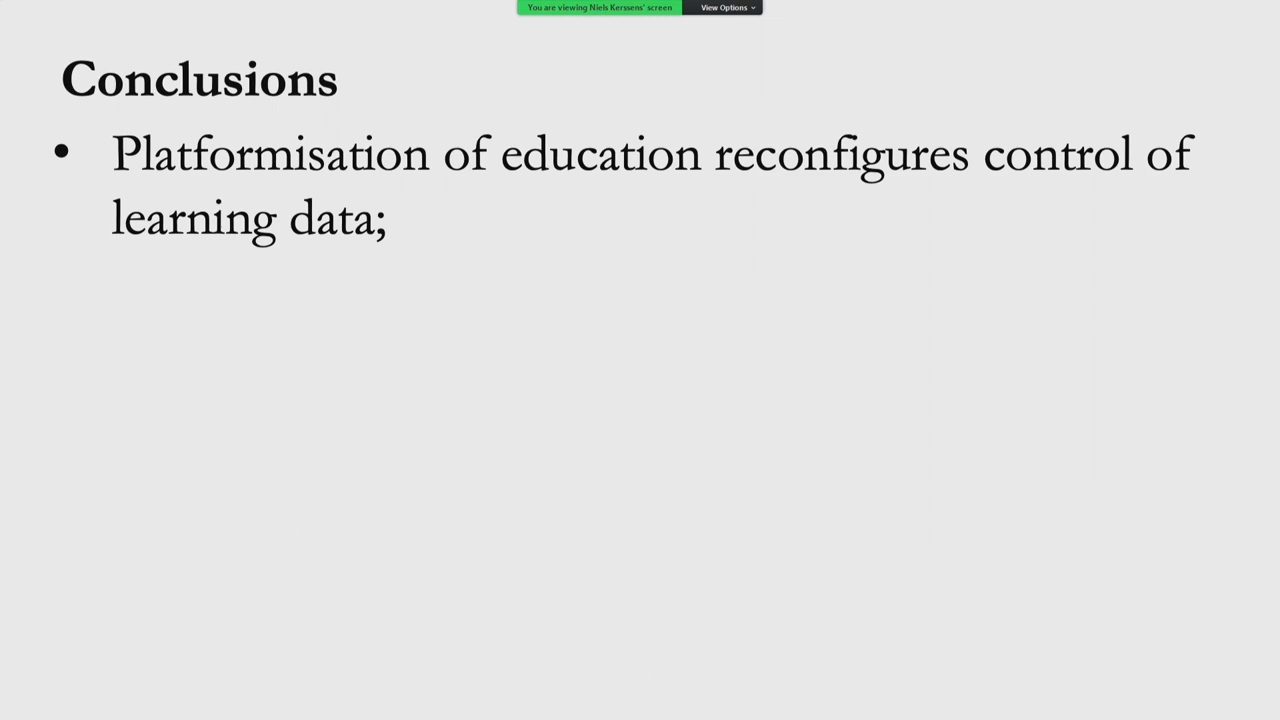 You are viewing Niels Kerssens' screen View Options
Conclusions
• Platformisation of education reconfigures control of
learning data;